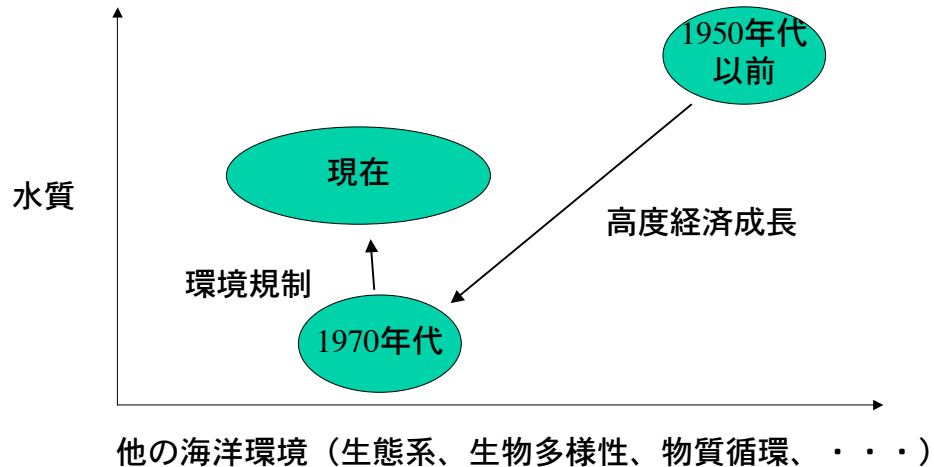 1950年代
以前
現在
水質
高度経済成長
環境規制
1970年代
他の海洋環境（生態系、生物多様性、物質循環、・・・）